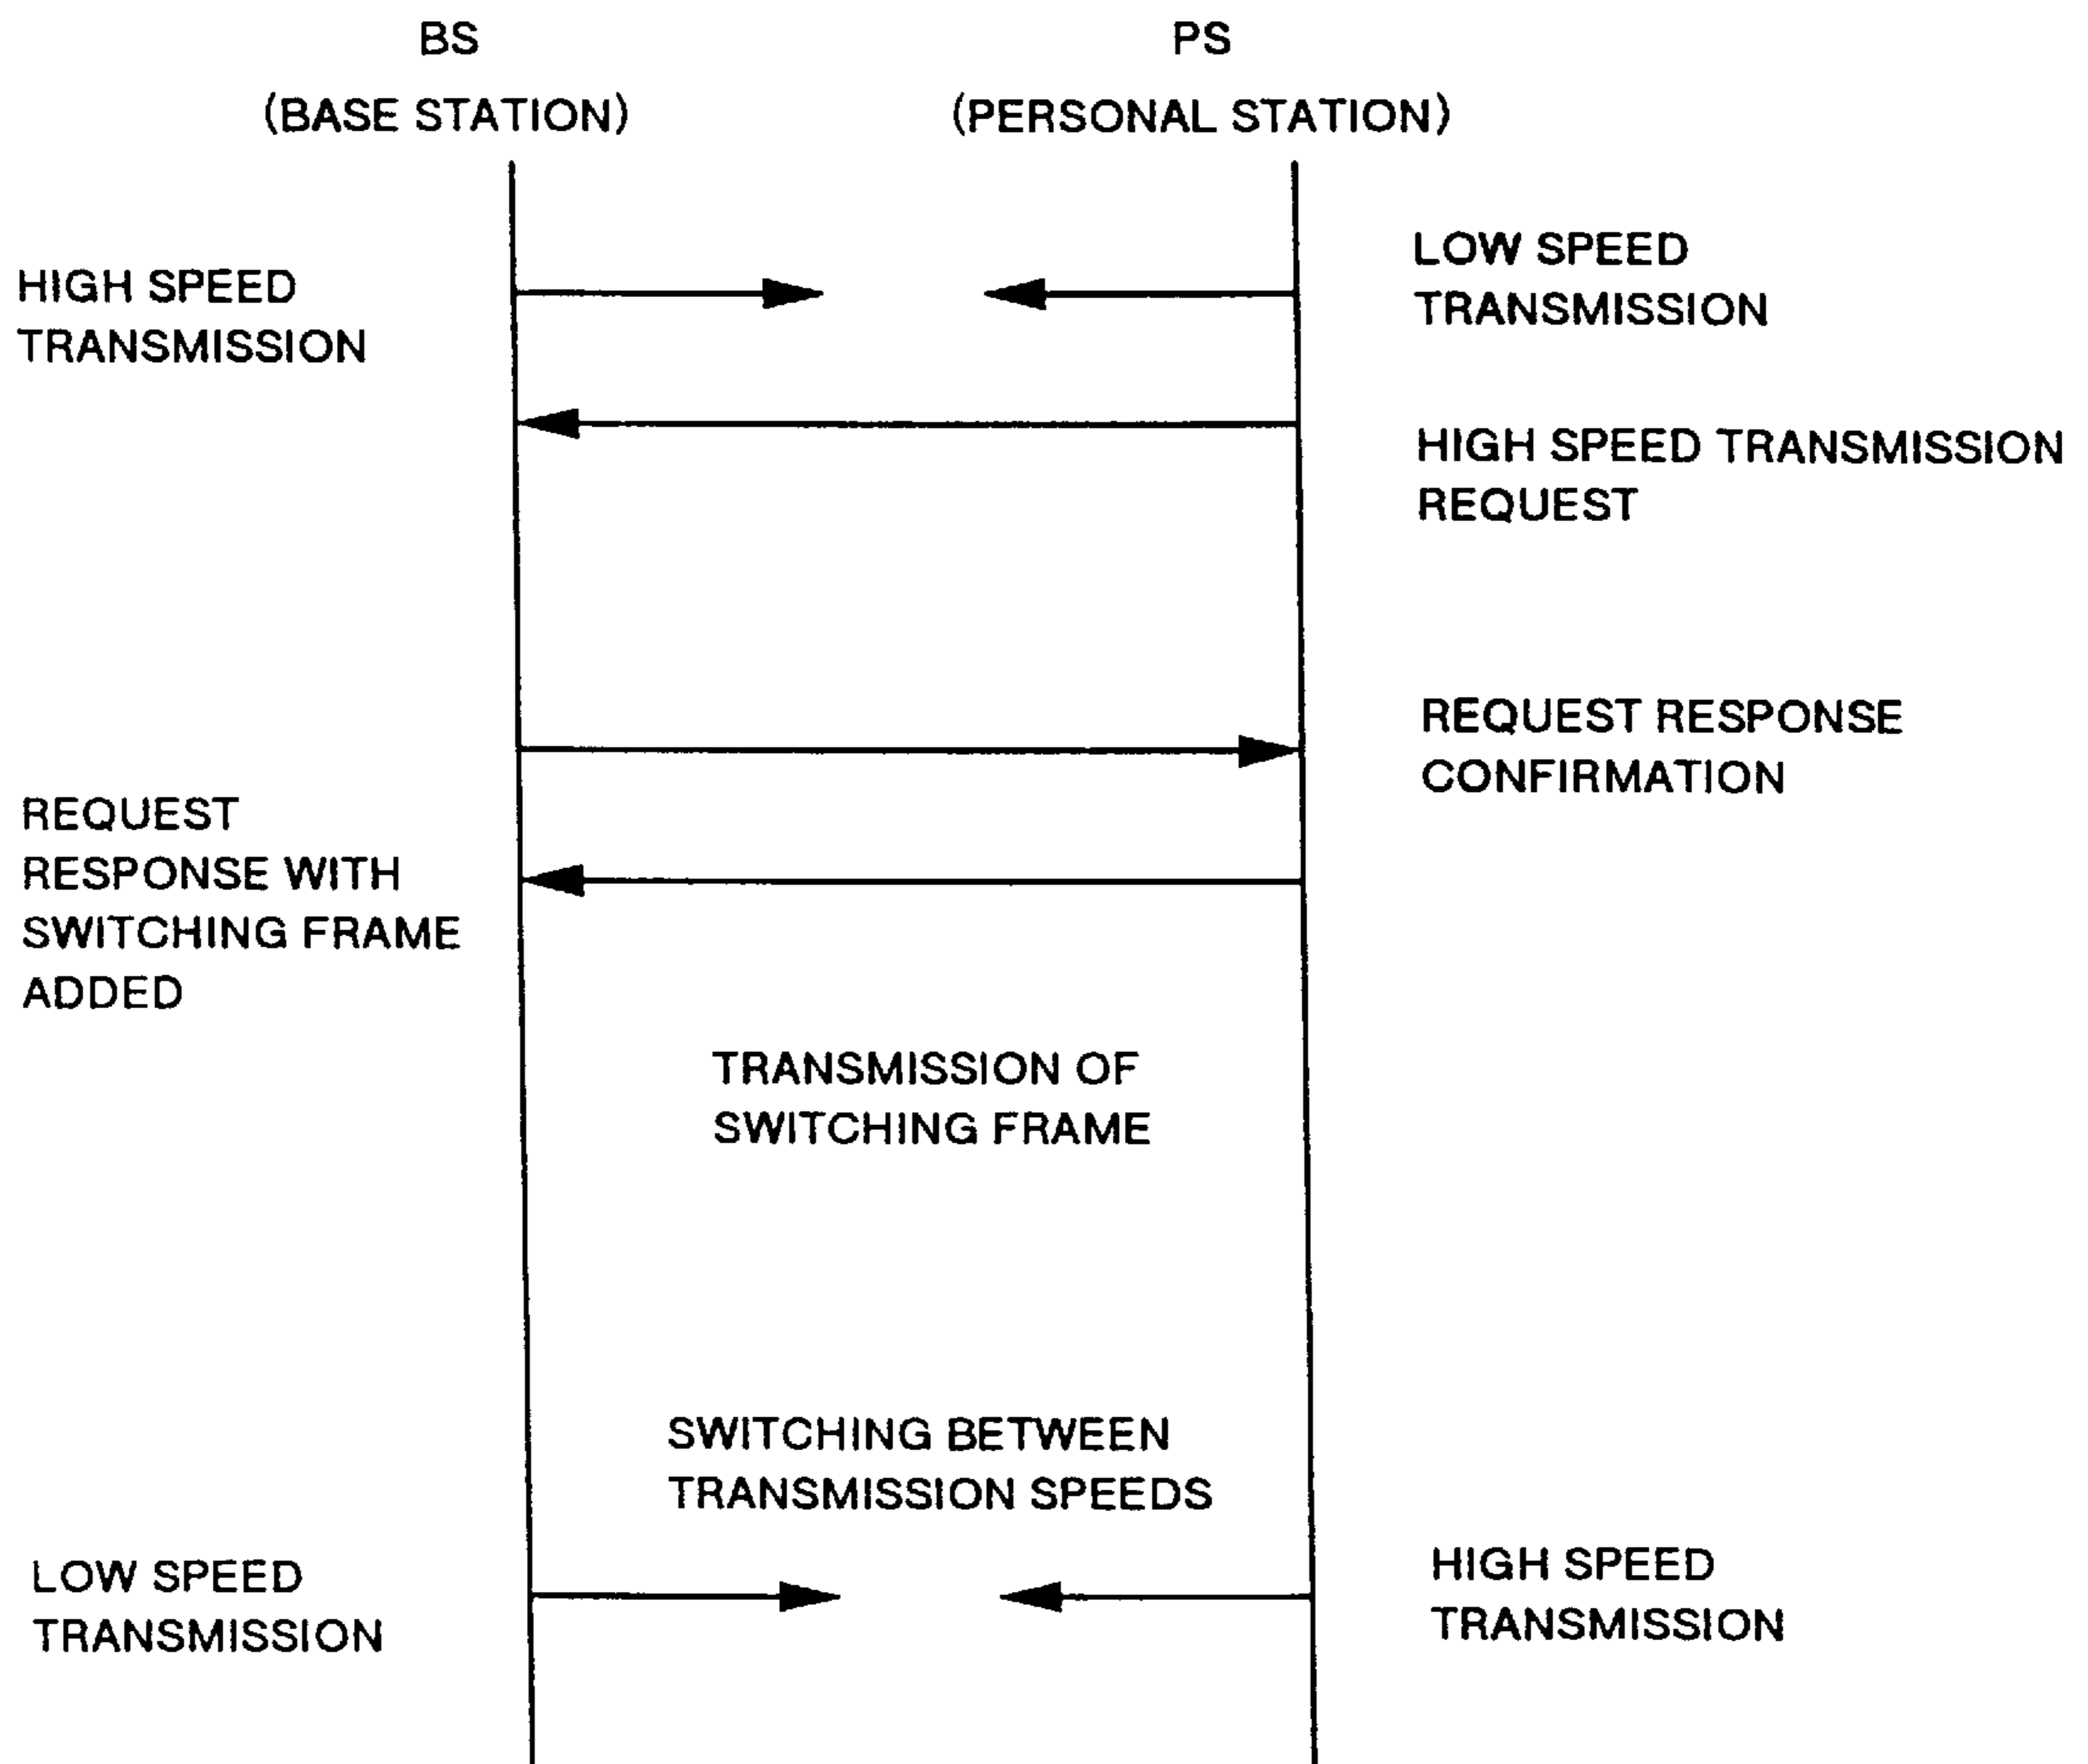 BS
(BASE STATION)
PS
(PERSONAL STATION)
HIGH SPEED
TRANSMISSION
LOW SPEED
TRANSMISSION
HIGH SPEED TRANSMISSION
REQUEST
REQUEST RESPONSE
CONFIRMATION
REQUEST
RESPONSE WITH
SWITCHING FRAME
ADDED
TRANSMISSION OF
SWITCHING FRAME
SWITCHING BETWEEN
TRANSMISSION SPEEDS
LOW SPEED
TRANSMISSION
HIGH SPEED
TRANSMISSION